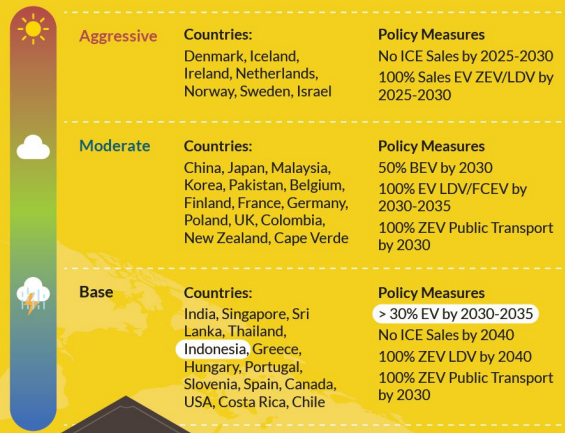 Aggressive
Countries:
Denmark, Iceland,
Ireland, Netherlands,
Norway, Sweden, Israel
Policy Measures
No ICE Sales by 2025-2030
100% Sales EV ZEV/LDV by
2025-2030
Moderate
Countries:
China, Japan, Malaysia,
Korea, Pakistan, Belgium,
Finland, France, Germany,
Poland, UK, Colombia,
New Zealand, Cape Verde
Policy Measures
50% BEV by 2030
100% EV LDV/FCEV by
2030-2035
100% ZEV Public Transport
by 2030
Base
Countries:
India, Singapore, Sri
Lanka, Thailand,
Indonesia, Greece,
Hungary, Portugal,
Slovenia, Spain, Canada,
USA, Costa Rica, Chile
Policy Measures
> 30% EV by 2030-2035
No ICE Sales by 2040
100% ZEV LDV by 2040
100% ZEV Public Transport
by 2030